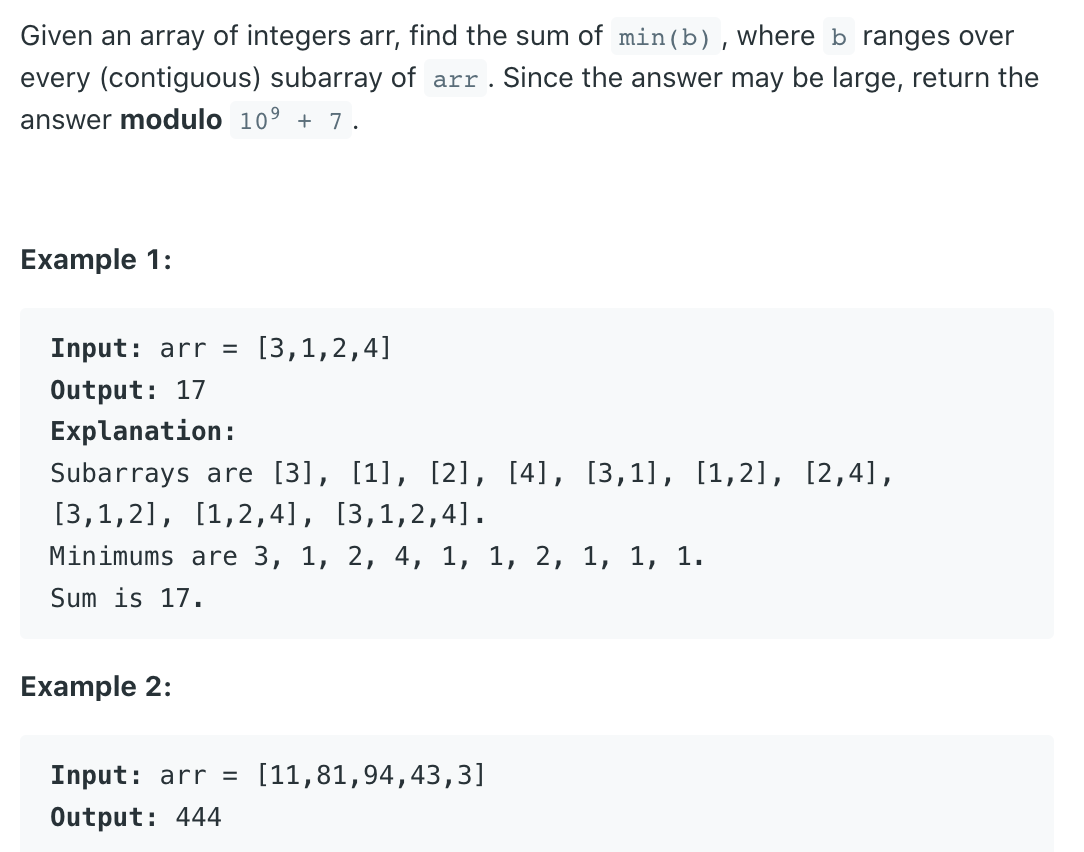 Given an array of integers arr, find the sum of min(b) , where b ranges over
every (contiguous) subarray of arr . Since the answer may be large, return the
answer modulo 10⁹ + 7 .
Example 1:
Input: arr = [3,1,2,4]
Output: 17
Explanation:
Subarrays are [3], [1], [2], [4], [3,1], [1,2], [2,4],
[3,1,2], [1,2,4], [3,1,2,4].
Minimums are 3, 1, 2, 4, 1, 1, 2, 1, 1, 1.
Sum is 17.
Example 2:
Input: arr = [11,81,94,43,3]
Output: 444